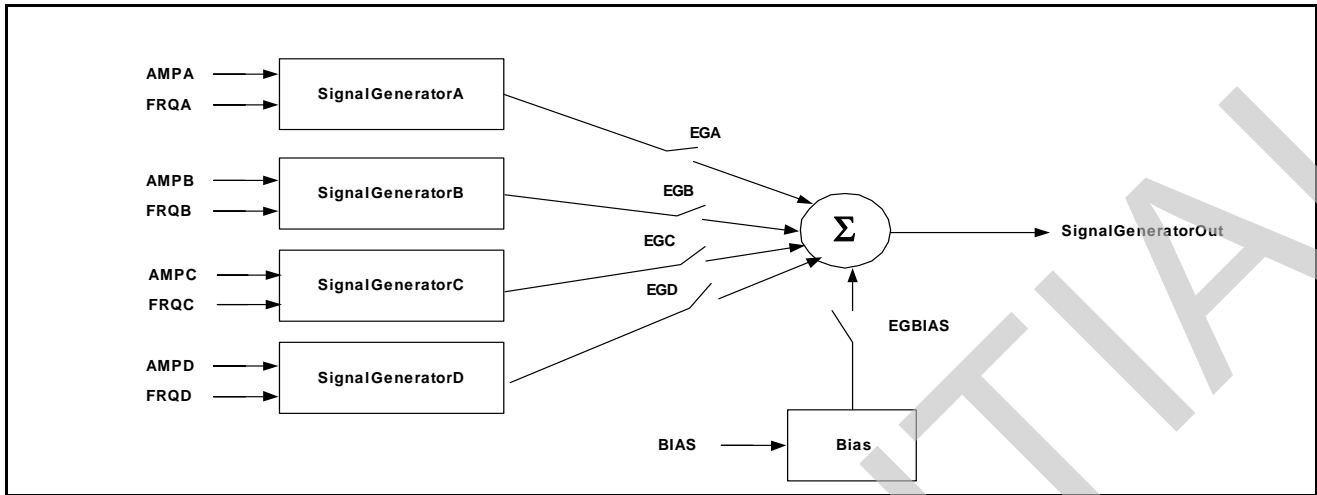 AMPA
FRQA
SignalGeneratorA
EGA
AMPB
FRQB
SignalGeneratorB
EGB
AMPC
FRQC
SignalGeneratorC
EGC
AMPD
FRQD
SignalGeneratorD
EGD
Σ
SignalGeneratorOut
EGBIAS
BIAS
Bias
NTIAL